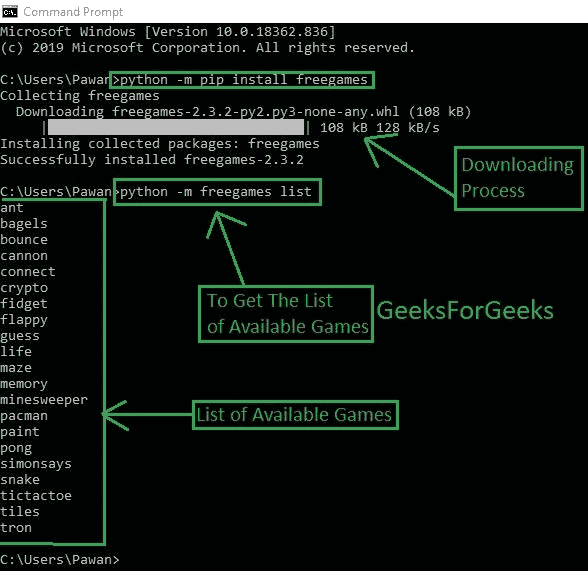 Command Prompt
Microsoft Windows [Version 10.0.18362.836]
(c) 2019 Microsoft Corporation. All rights reserved.
C:\Users\Pawan>python -m pip install freegames
Collecting freegames
Downloading freegames-2.3.2-py2.py3-none-any.whl (108 kB)
| | 108 kB 128 kB/s
Installing collected packages: freegames
Successfully installed freegames-2.3.2
Downloading
Process
C:\Users\Pawan>python -m freegames list
ant
bagels
bounce
cannon
connect
crypto
fidget
flappy
guess
life
maze
memory
minesweeper
pacman
paint
pong
simonsays
snake
tictactoe
tiles
tron
To Get The List
of Available Games
GeeksForGeeks
List of Available Games
C:\Users\Pawan>